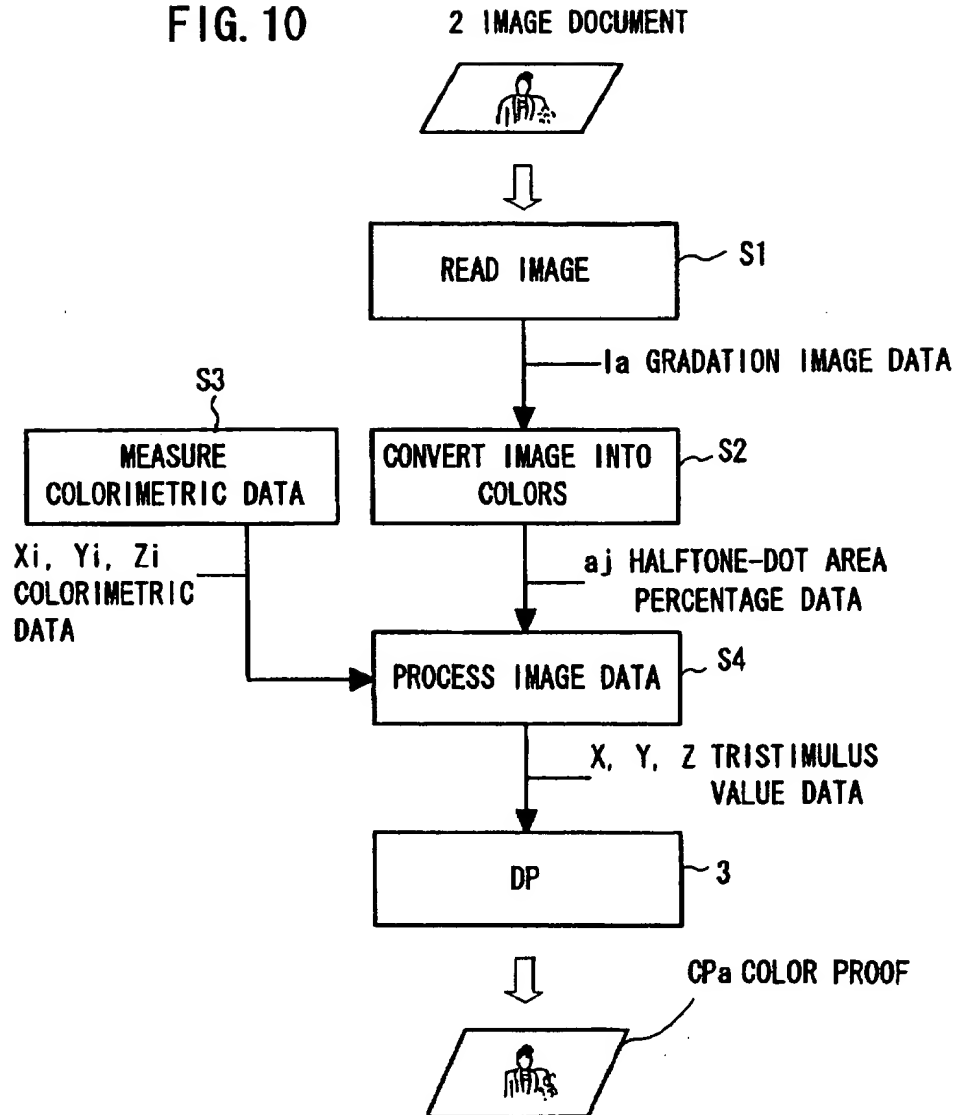 FIG. 10
2 IMAGE DOCUMENT
READ IMAGE
S1
Ia GRADATION IMAGE DATA
S3
MEASURE
COLORIMETRIC DATA
CONVERT IMAGE INTO
COLORS
S2
Xi, Yi, Zi
COLORIMETRIC
DATA
aj HALFTONE-DOT AREA
PERCENTAGE DATA
PROCESS IMAGE DATA
S4
X, Y, Z TRISTIMULUS
VALUE DATA
DP
3
CPa COLOR PROOF